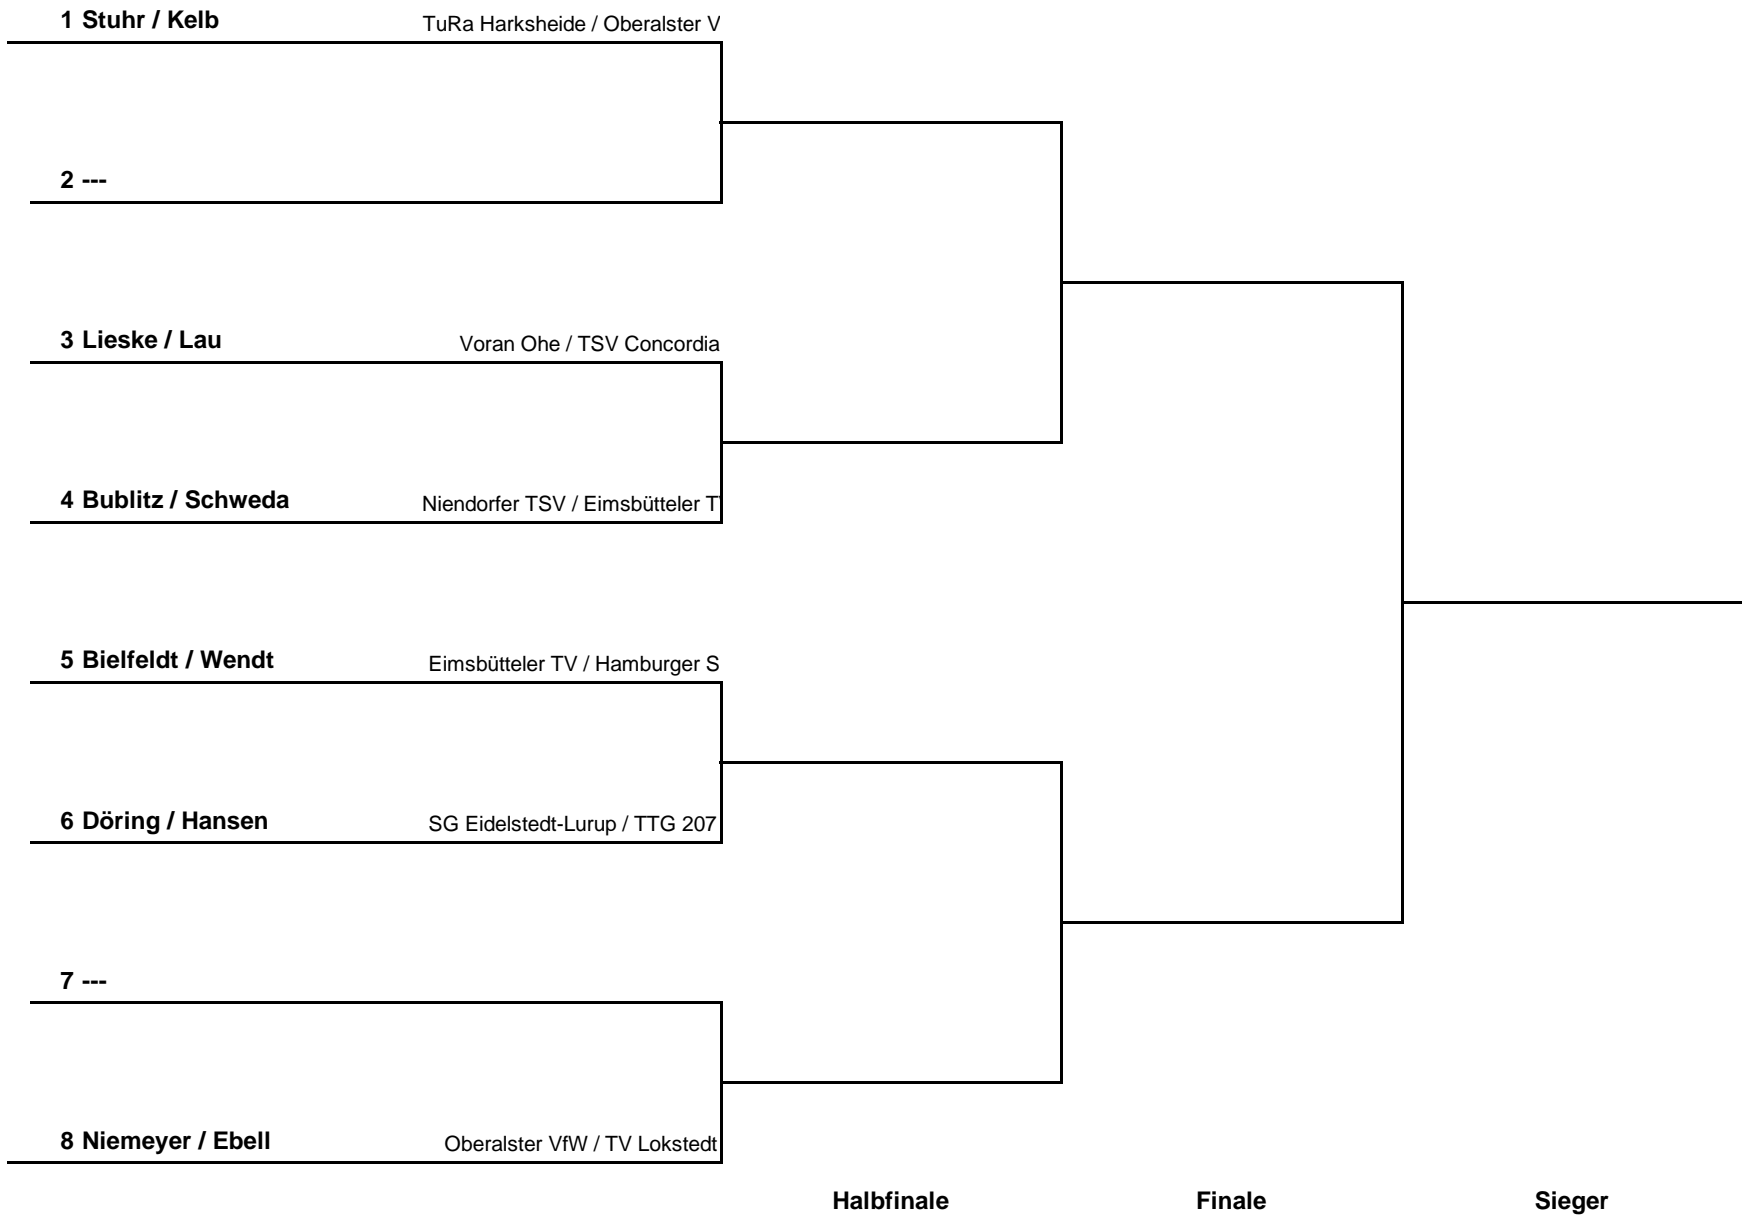 1 Stuhr / Kelb TuRa Harksheide / Oberalster V
2 ---
3 Lieske / Lau Voran Ohe / TSV Concordia
4 Bublitz / Schweda Niendorfer TSV / Eimsbütteler T
5 Bielfeldt / Wendt Eimsbütteler TV / Hamburger S
6 Döring / Hansen SG Eidelstedt-Lurup / TTG 207
7 ---
8 Niemeyer / Ebell Oberalster VfW / TV Lokstedt
Halbfinale Finale Sieger